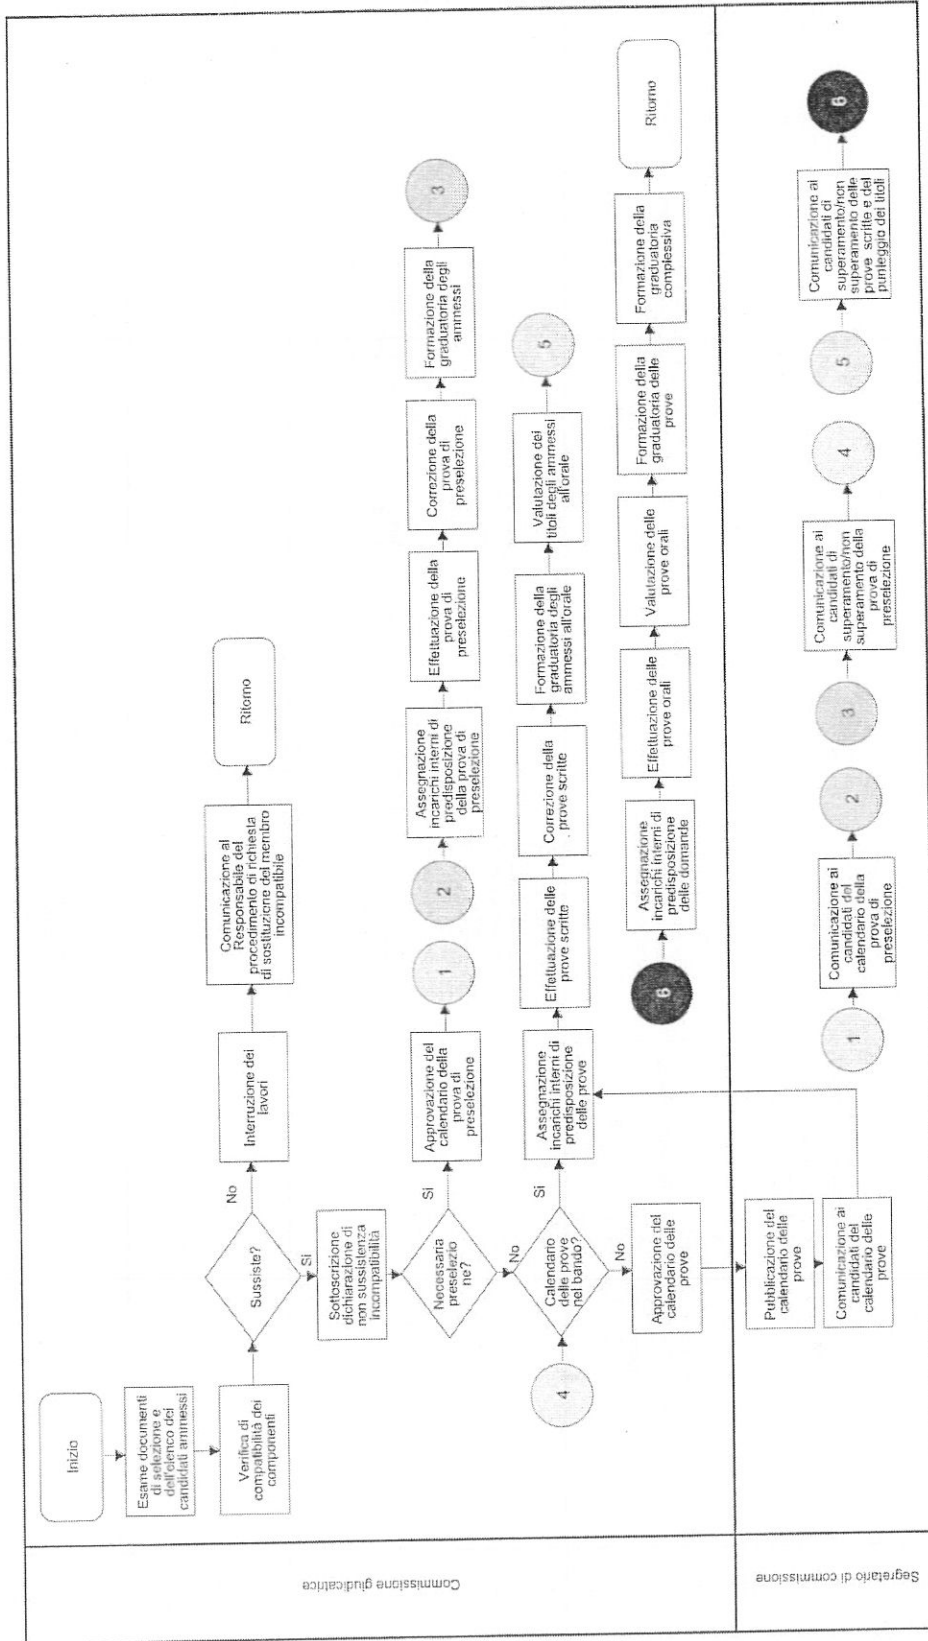 Commissione giudicatrice
Inizio
Esame documenti
di selezione e
dell'elenco dei
candidati ammessi
Verifica di
compatibilità dei
componenti
Sussiste?
No
Si
Interruzione dei
lavori
Comunicazione al
Responsabile del
procedimento di richiesta
di sostituzione del membro
incompatibile
Ritorno
Sottoscrizione
dichiarazione di
non sussistenza
incompatibilità
Necessaria
preselezio
ne?
Si
No
Approvazione del
calendario della
prova di
preselezione
1
2
Assegnazione
incarichi interni di
predisposizione
della prova di
preselezione
Effettuazione della
prova di
preselezione
Correzione della
prova di
preselezione
Formazione della
graduatoria degli
ammessi
3
4
Calendario
delle prove
nel bando?
Si
No
Assegnazione
incarichi interni di
predisposizione
delle prove
Effettuazione delle
prove scritte
Correzione della
prove scritte
Formazione della
graduatoria degli
ammessi all'orale
Valutazione dei
titoli degli ammessi
all'orale
5
Approvazione del
calendario delle
prove
6
Assegnazione
incarichi interni di
predisposizione
delle domande
Effettuazione delle
prove orali
Valutazione delle
prove orali
Formazione della
graduatoria delle
prove
Formazione della
graduatoria
complessiva
Ritorno
Segretario di commissione
Pubblicazione del
calendario delle
prove
Comunicazione ai
candidati del
calendario delle
prove
1
Comunicazione ai
candidati del
calendario della
prova di
preselezione
2
3
Comunicazione ai
candidati di
superamento/non
superamento della
prova di
preselezione
4
5
Comunicazione ai
candidati di
superamento/non
superamento delle
prove scritte e del
punteggio dei titoli
6